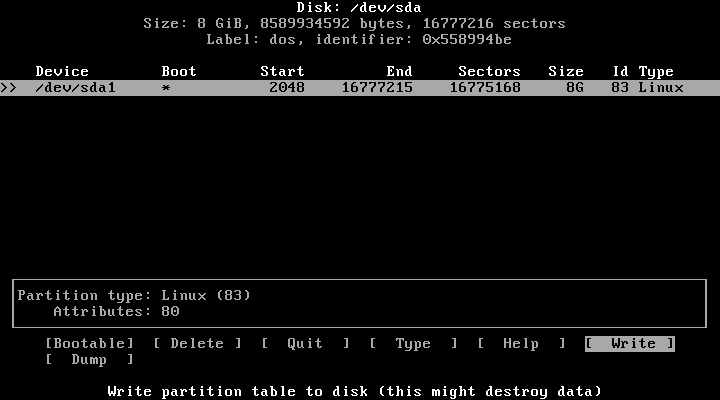 Disk: /dev/sda
Size: 8 GiB, 8589934592 bytes, 16777216 sectors
Label: dos, identifier: 0x558994be
Device Boot Start End Sectors Size Id Type
>> /dev/sda1 * 2048 16777215 16775168 8G 83 Linux
Partition type: Linux (83)
Attributes: 80
[Bootable] [ Delete ] [ Quit ] [ Type ] [ Help ] [ Write ]
[ Dump ]
Write partition table to disk (this might destroy data)